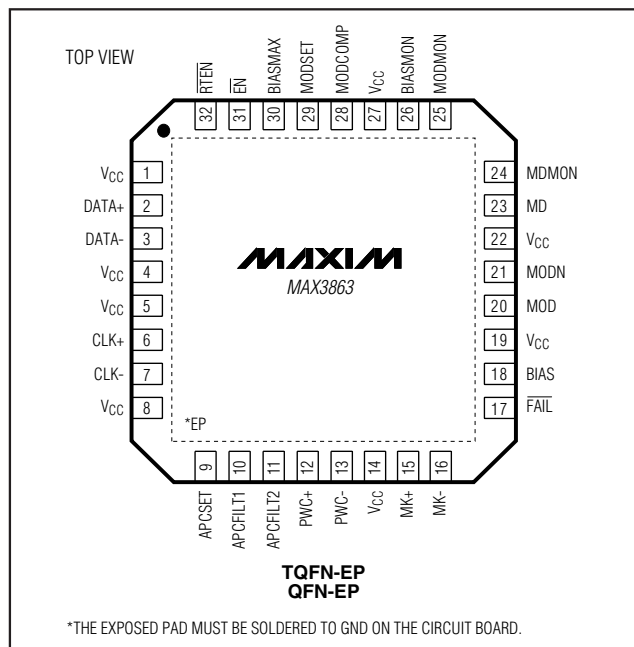 TOP VIEW
R̅T̅E̅N̅
E̅N̅
BIASMAX
MODSET
MODCOMP
VCC
BIASMON
MODMON
32
31
30
29
28
27
26
25
VCC 1
DATA+ 2
DATA- 3
VCC 4
VCC 5
CLK+ 6
CLK- 7
VCC 8
MAXIM
MAX3863
24 MDMON
23 MD
22 VCC
21 MODN
20 MOD
19 VCC
18 BIAS
17 F̅A̅I̅L̅
*EP
9
10
11
12
13
14
15
16
APCSET
APCFILT1
APCFILT2
PWC+
PWC-
VCC
MK+
MK-
TQFN-EP
QFN-EP
*THE EXPOSED PAD MUST BE SOLDERED TO GND ON THE CIRCUIT BOARD.